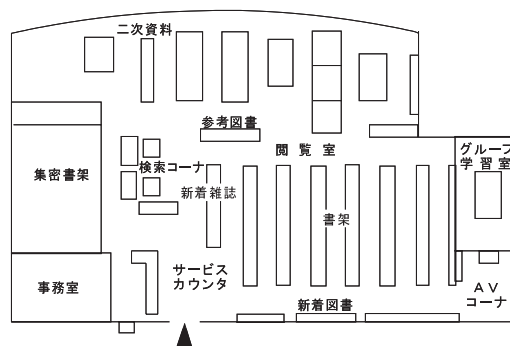 二次資料
参考図書
閲覧室
グループ
学習室
検索コーナ
集密書架
新着雑誌
書架
サービス
カウンタ
事務室
AV
コーナ
新着図書